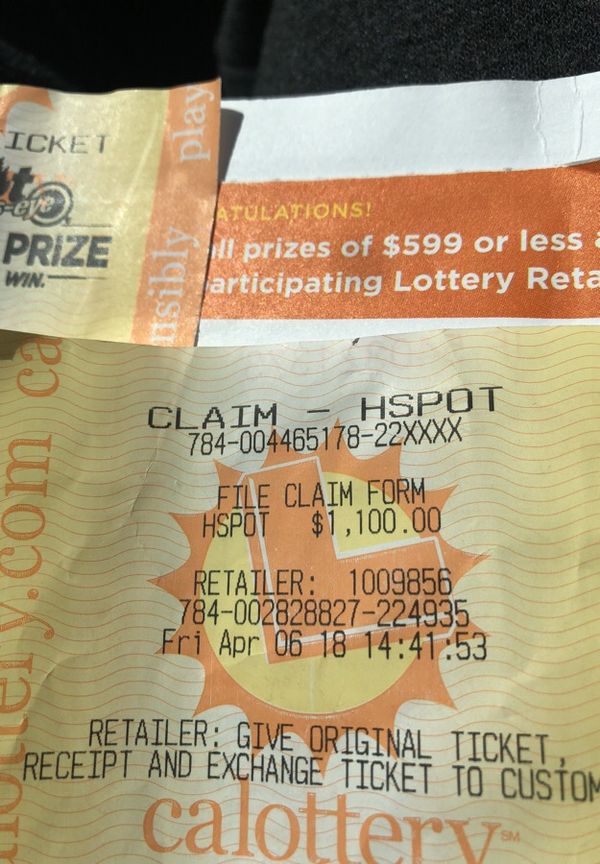 ICKET
play
PRIZE
WIN.
ATULATIONS!
ll prizes of $599 or less
articipating Lottery Reta
nsibly
CLAIM - HSPOT
784-004465178-22XXXX
FILE CLAIM FORM
HSPOT $1,100.00
RETAILER: 1009856
784-002828827-224935
Fri Apr 06 18 14:41:53
RETAILER: GIVE ORIGINAL TICKET,
RECEIPT AND EXCHANGE TICKET TO CUSTOM
calottery SM
ottery.com ca